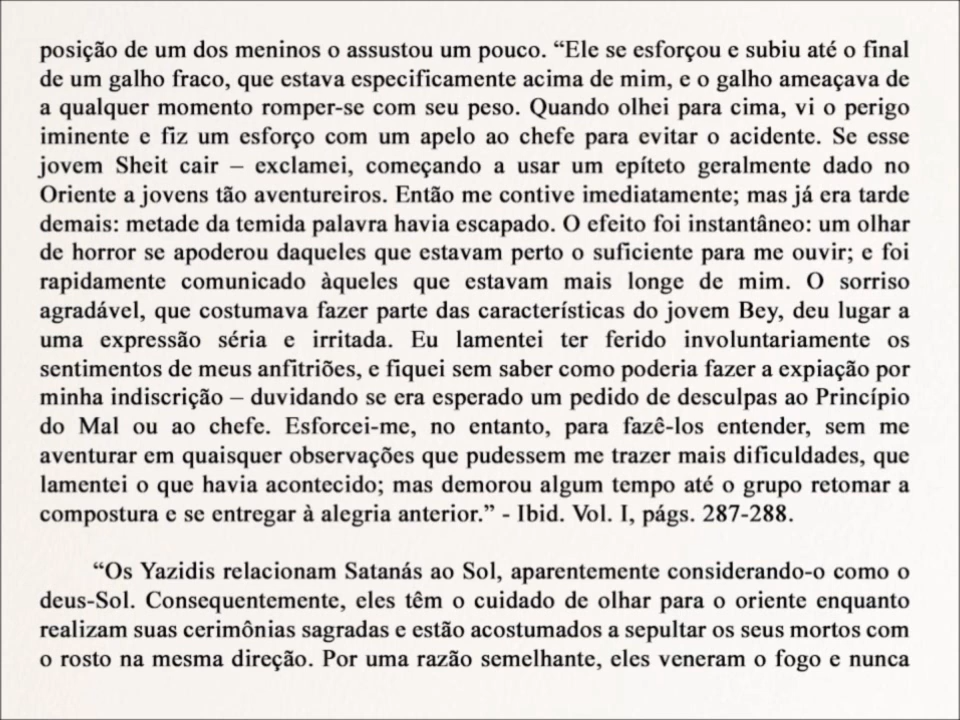 posição de um dos meninos o assustou um pouco. “Ele se esforçou e subiu até o final
de um galho fraco, que estava especificamente acima de mim, e o galho ameaçava de
a qualquer momento romper-se com seu peso. Quando olhei para cima, vi o perigo
iminente e fiz um esforço com um apelo ao chefe para evitar o acidente. Se esse
jovem Sheit cair – exclamei, começando a usar um epíteto geralmente dado no
Oriente a jovens tão aventureiros. Então me contive imediatamente; mas já era tarde
demais: metade da temida palavra havia escapado. O efeito foi instantâneo: um olhar
de horror se apoderou daqueles que estavam perto o suficiente para me ouvir; e foi
rapidamente comunicado àqueles que estavam mais longe de mim. O sorriso
agradável, que costumava fazer parte das características do jovem Bey, deu lugar a
uma expressão séria e irritada. Eu lamentei ter ferido involuntariamente os
sentimentos de meus anfitriões, e fiquei sem saber como poderia fazer a expiação por
minha indiscrição – duvidando se era esperado um pedido de desculpas ao Princípio
do Mal ou ao chefe. Esforcei-me, no entanto, para fazê-los entender, sem me
aventurar em quaisquer observações que pudessem me trazer mais dificuldades, que
lamentei o que havia acontecido; mas demorou algum tempo até o grupo retomar a
compostura e se entregar à alegria anterior.” - Ibid. Vol. I, págs. 287-288.
“Os Yazidis relacionam Satanás ao Sol, aparentemente considerando-o como o
deus-Sol. Consequentemente, eles têm o cuidado de olhar para o oriente enquanto
realizam suas cerimônias sagradas e estão acostumados a sepultar os seus mortos com
o rosto na mesma direção. Por uma razão semelhante, eles veneram o fogo e nunca